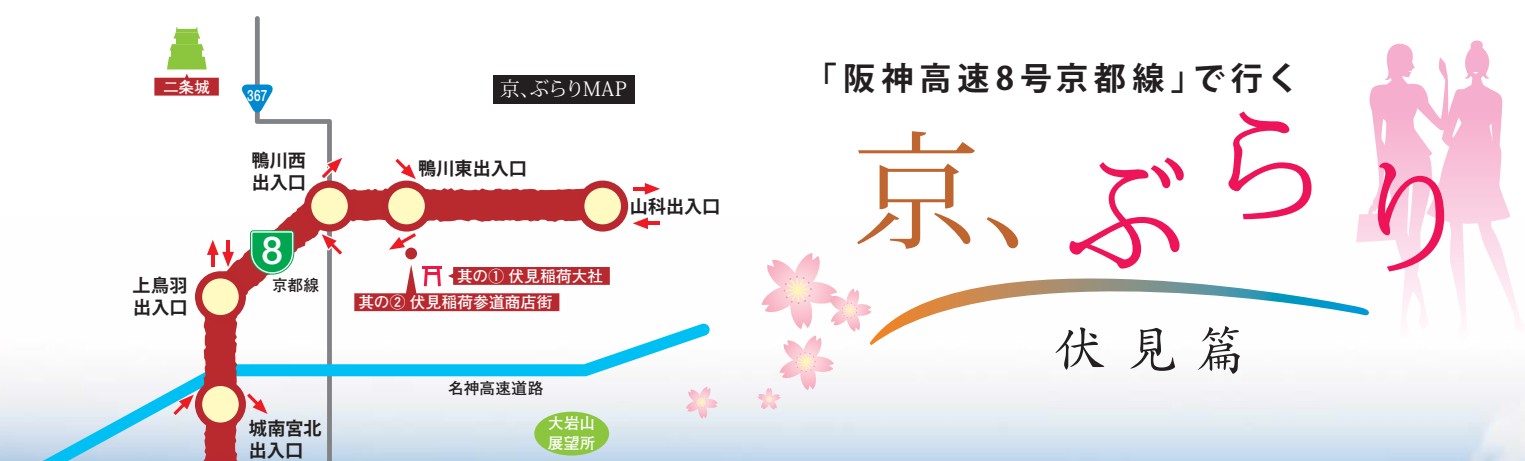 「阪神高速8号京都線」で行く
京、ぶらり
伏見篇
京、ぶらりMAP
二条城
367
鴨川西
出入口
鴨川東出入口
山科出入口
8
京都線
上鳥羽
出入口
其の① 伏見稲荷大社
其の② 伏見稲荷参道商店街
名神高速道路
城南宮北
出入口
大岩山
展望所